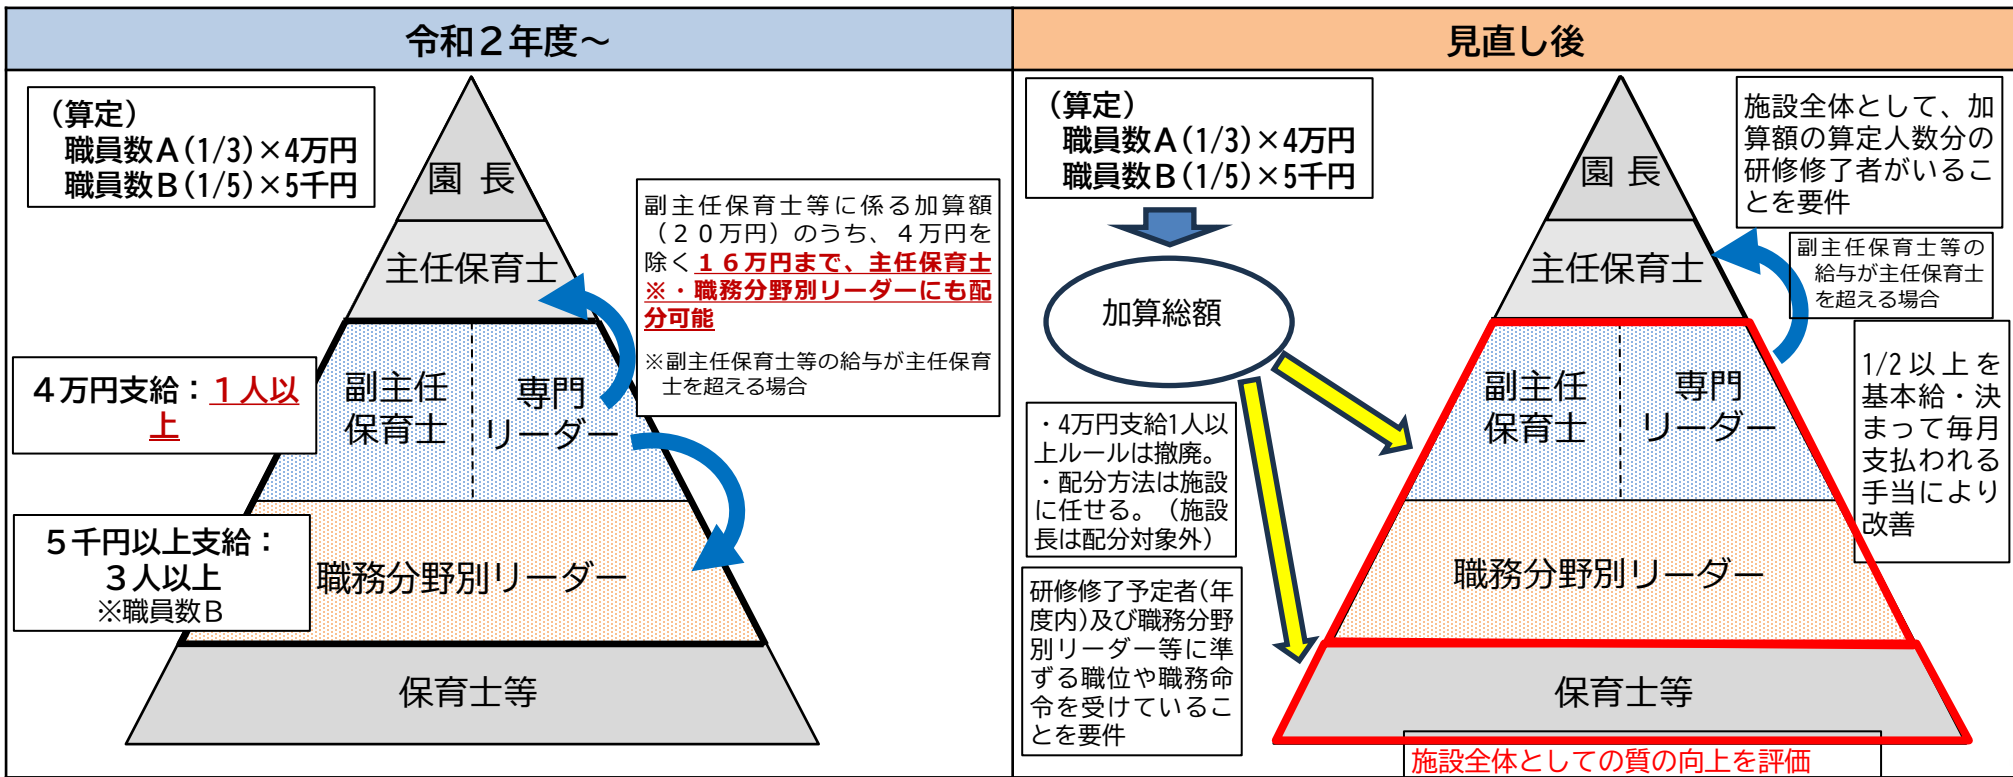 令和２年度～
（算定）
職員数Ａ(1/3)×4万円
職員数Ｂ(1/5)×5千円
園 長
主任保育士
副主任保育士等に係る加算額
（２０万円）のうち、４万円を
除く１６万円まで、主任保育士
※・職務分野別リーダーにも配
分可能
※副主任保育士等の給与が主任保育
士を超える場合
４万円支給：１人以
上
副主任
保育士
専門
リーダー
５千円以上支給：
３人以上
※職員数Ｂ
職務分野別リーダー
保育士等
見直し後
（算定）
職員数Ａ(1/3)×4万円
職員数Ｂ(1/5)×5千円
加算総額
園 長
主任保育士
施設全体として、加
算額の算定人数分の
研修修了者がいるこ
とを要件
副主任保育士等の
給与が主任保育士
を超える場合
副主任
保育士
専門
リーダー
1/2以上を
基本給・決
まって毎月
支払われる
手当により
改善
・4万円支給1人以
上ルールは撤廃。
・配分方法は施設
に任せる。（施設
長は配分対象外）
職務分野別リーダー
研修修了予定者(年
度内)及び職務分野
別リーダー等に準
ずる職位や職務命
令を受けているこ
とを要件
保育士等
施設全体としての質の向上を評価